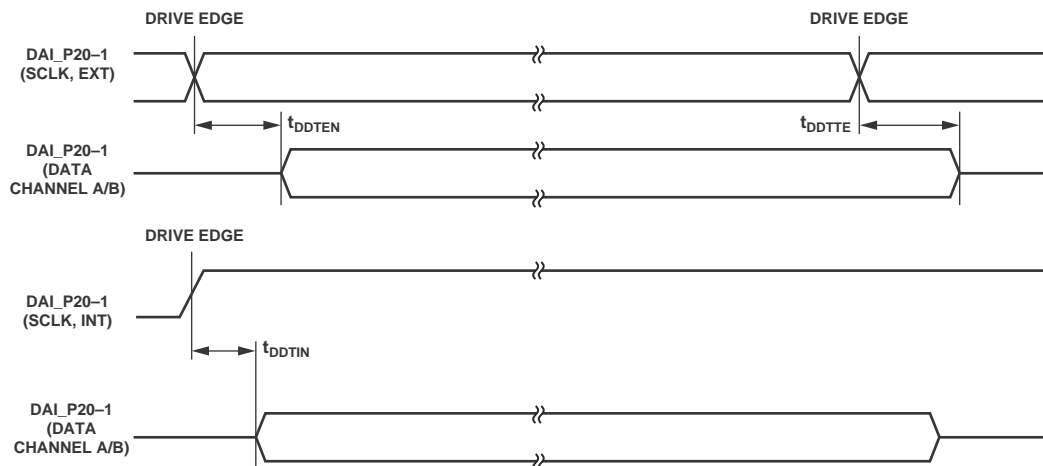 DRIVE EDGE
DRIVE EDGE
DAI_P20–1
(SCLK, EXT)
tDDTEN
tDDTTE
DAI_P20–1
(DATA
CHANNEL A/B)
DRIVE EDGE
DAI_P20–1
(SCLK, INT)
tDDTIN
DAI_P20–1
(DATA
CHANNEL A/B)